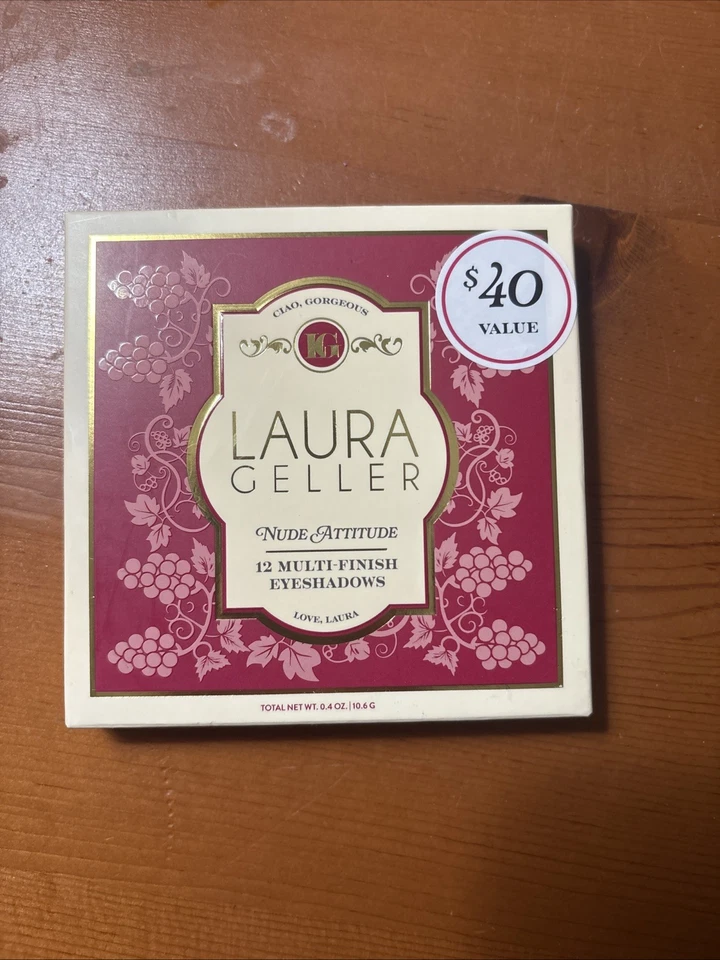 $40
VALUE
CIAO, GORGEOUS
LG
LAURA
GELLER
NUDE ATTITUDE
12 MULTI-FINISH
EYESHADOWS
LOVE, LAURA
TOTAL NET WT. 0.4 OZ. | 10.6 G